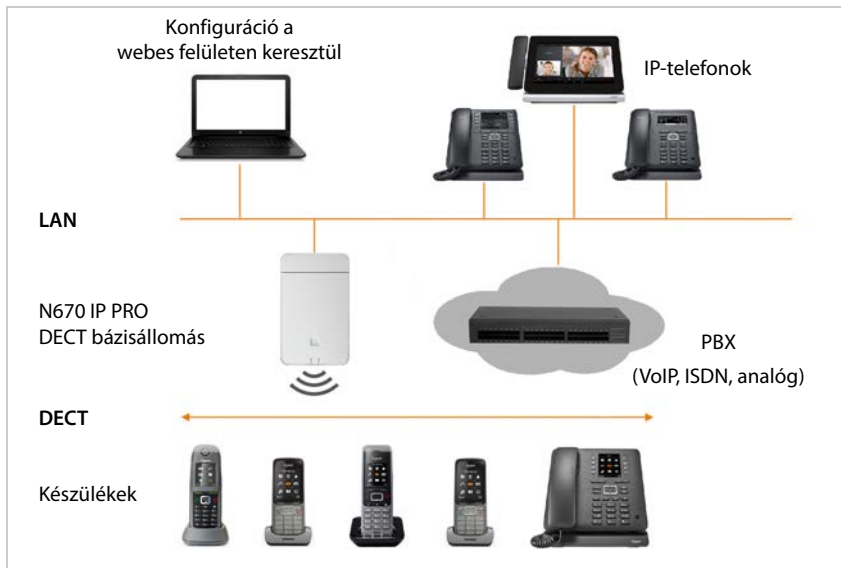 Konfiguráció a
webes felületen keresztül
IP-telefonok
LAN
N670 IP PRO
DECT bázisállomás
PBX
(VoIP, ISDN, analóg)
DECT
Készülékek